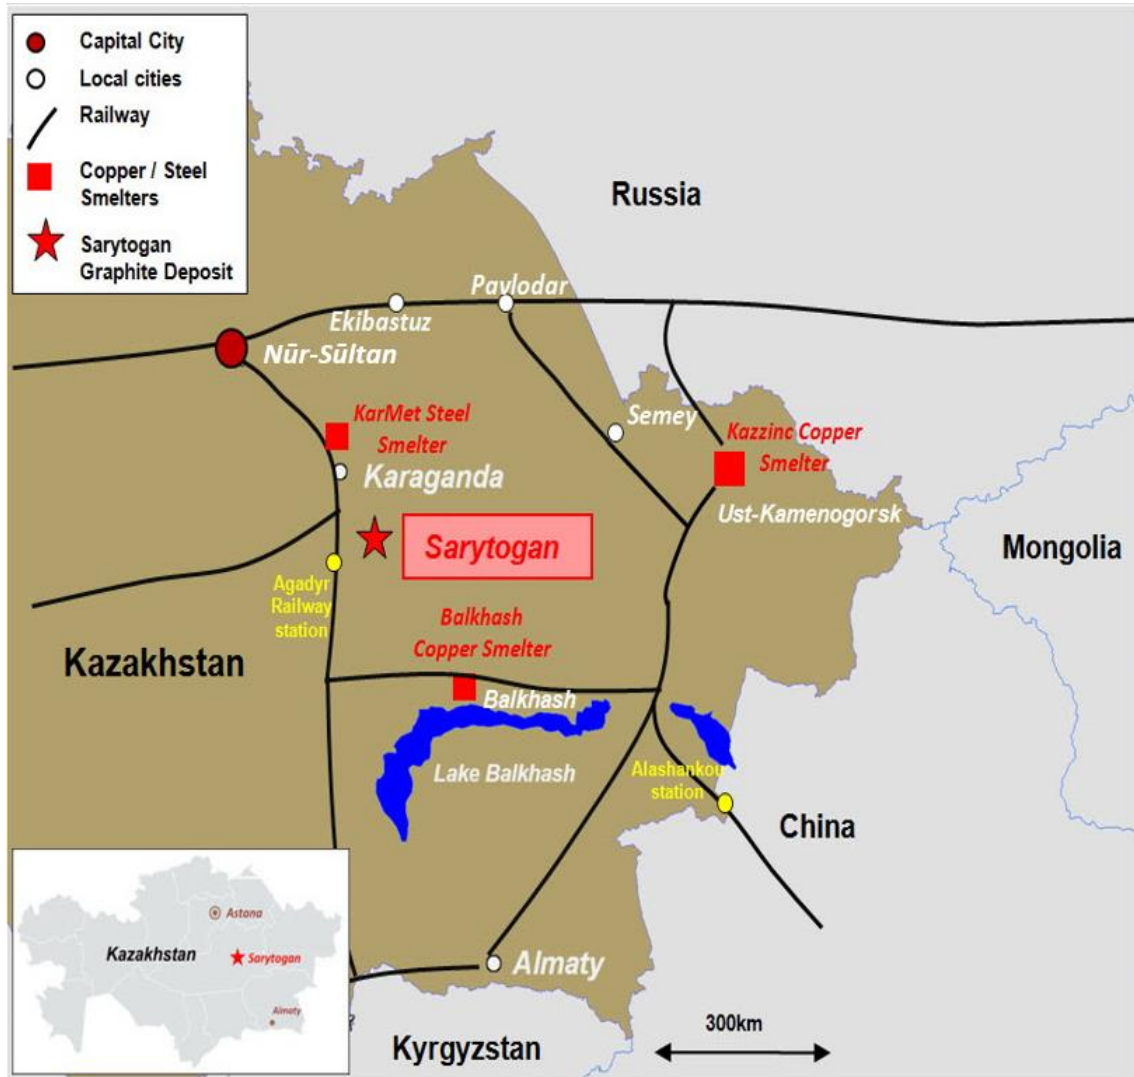 Capital City
Local cities
Railway
Copper / Steel
Smelters
Sarytogan
Graphite Deposit
Russia
Pavlodar
Ekibastuz
Nūr-Sūltan
KarMet Steel
Smelter
Semey
Kazzinc Copper
Smelter
Karaganda
Ust-Kamenogorsk
Sarytogan
Mongolia
Agadyr
Railway
station
Balkhash
Copper Smelter
Kazakhstan
Balkhash
Lake Balkhash
Alashankou
station
China
Astana
Kazakhstan
Sarytogan
Almaty
Almaty
300km
Kyrgyzstan